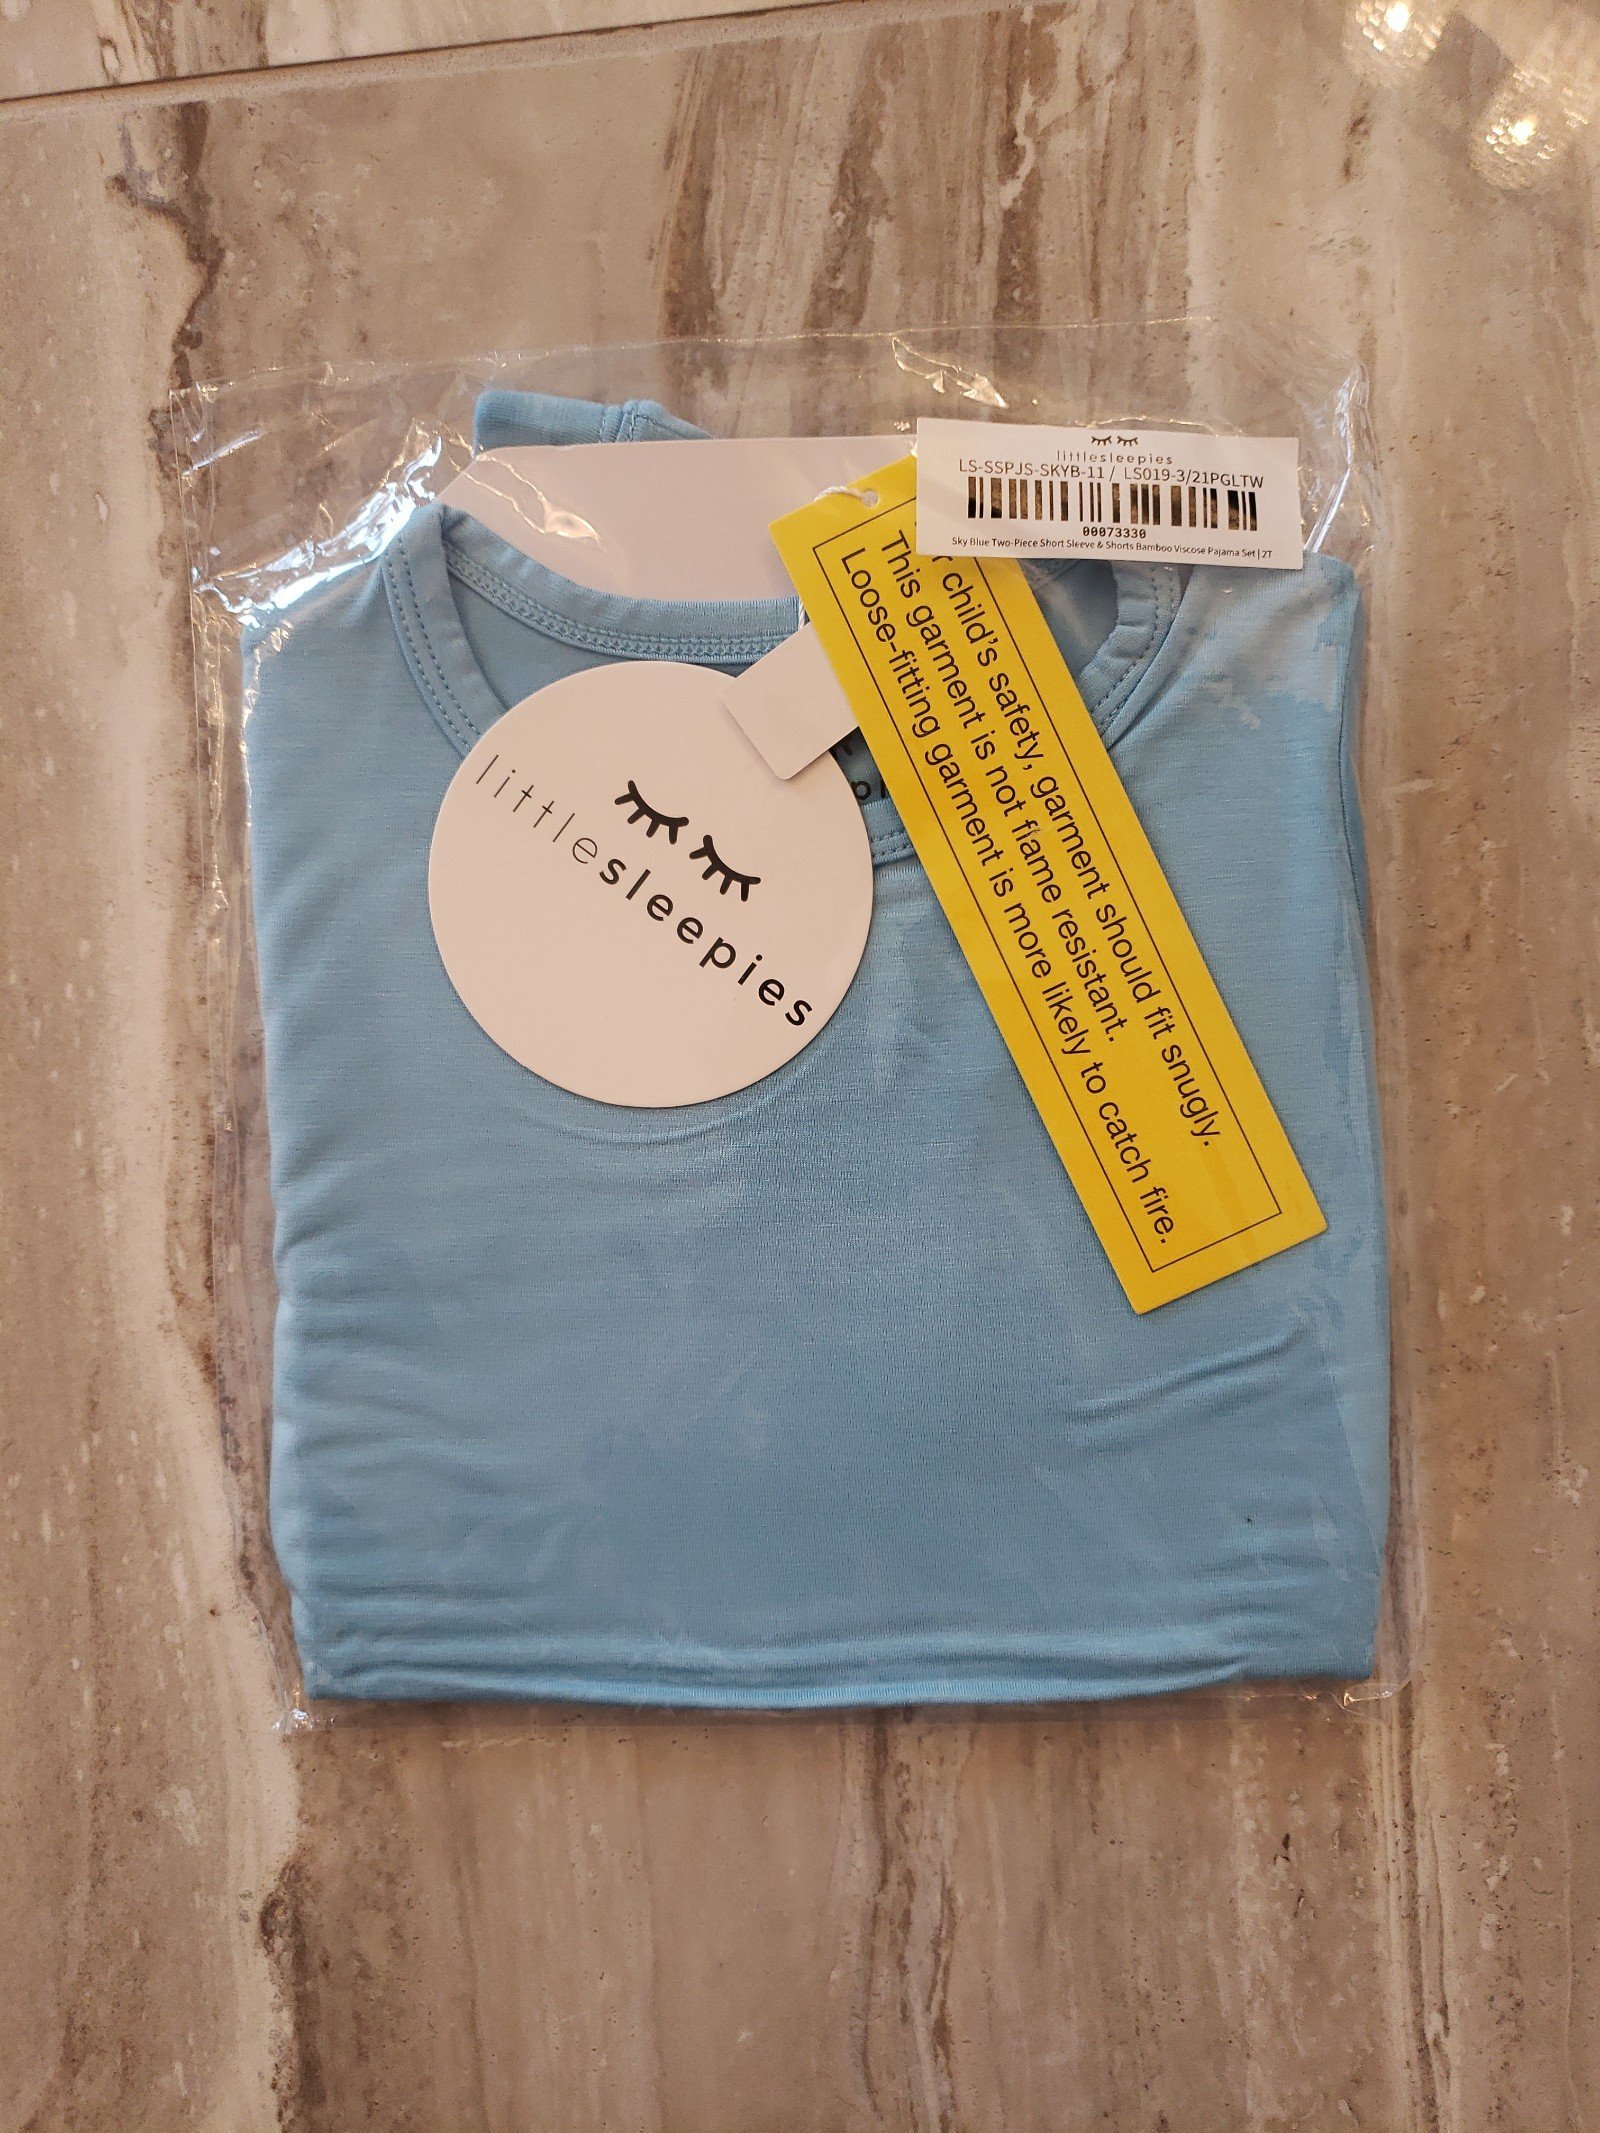 littlesleepies
LS-SSPJS-SKYB-11 / LS019-3/21PGLTW
00073330
Sky Blue Two-Piece Short Sleeve & Shorts Bamboo Viscose Pajama Set | 2T
child's safety, garment should fit snugly.
This garment is not flame resistant.
Loose-fitting garment is more likely to catch fire.
littlesleepies